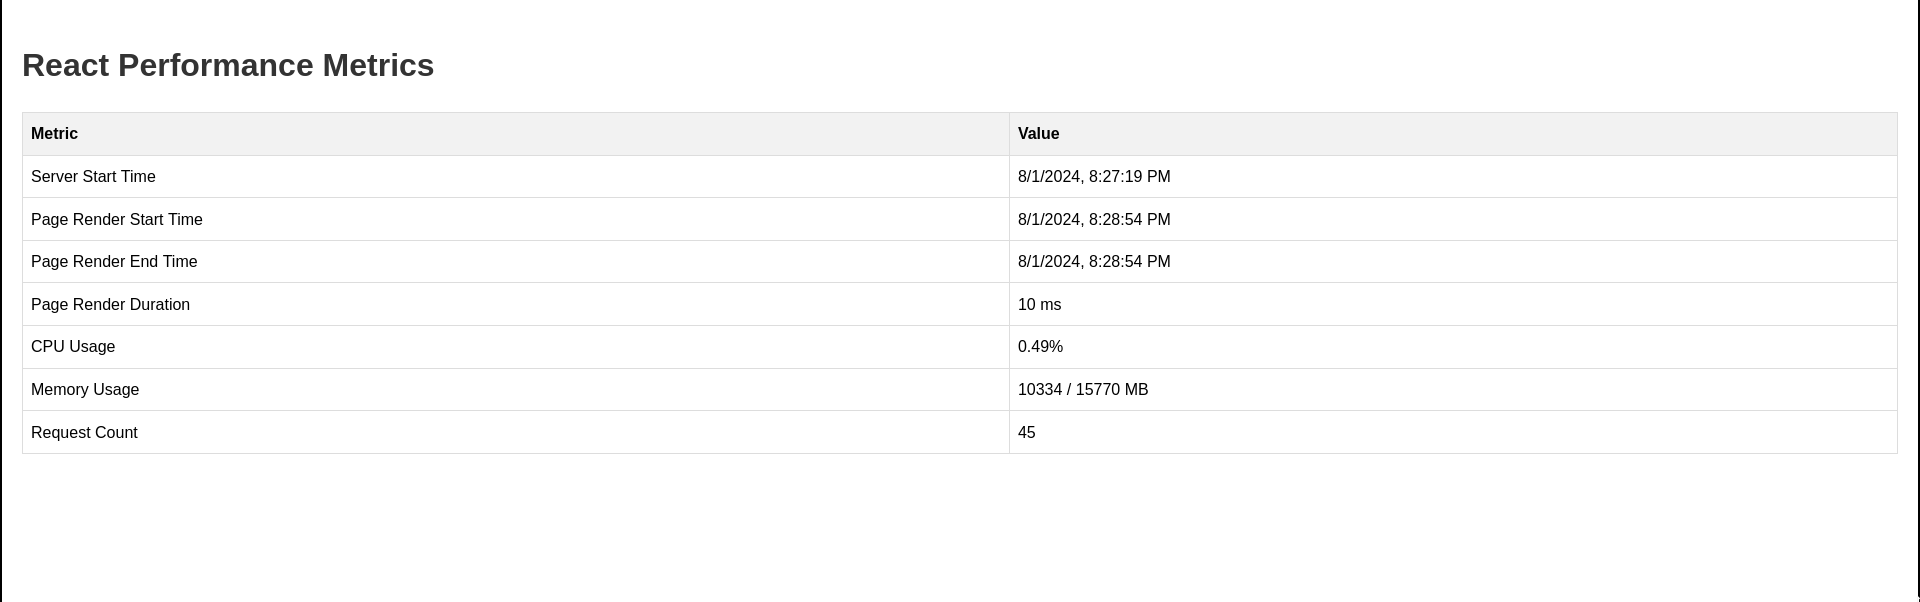 React Performance Metrics
Metric Value
Server Start Time 8/1/2024, 8:27:19 PM
Page Render Start Time 8/1/2024, 8:28:54 PM
Page Render End Time 8/1/2024, 8:28:54 PM
Page Render Duration 10 ms
CPU Usage 0.49%
Memory Usage 10334 / 15770 MB
Request Count 45